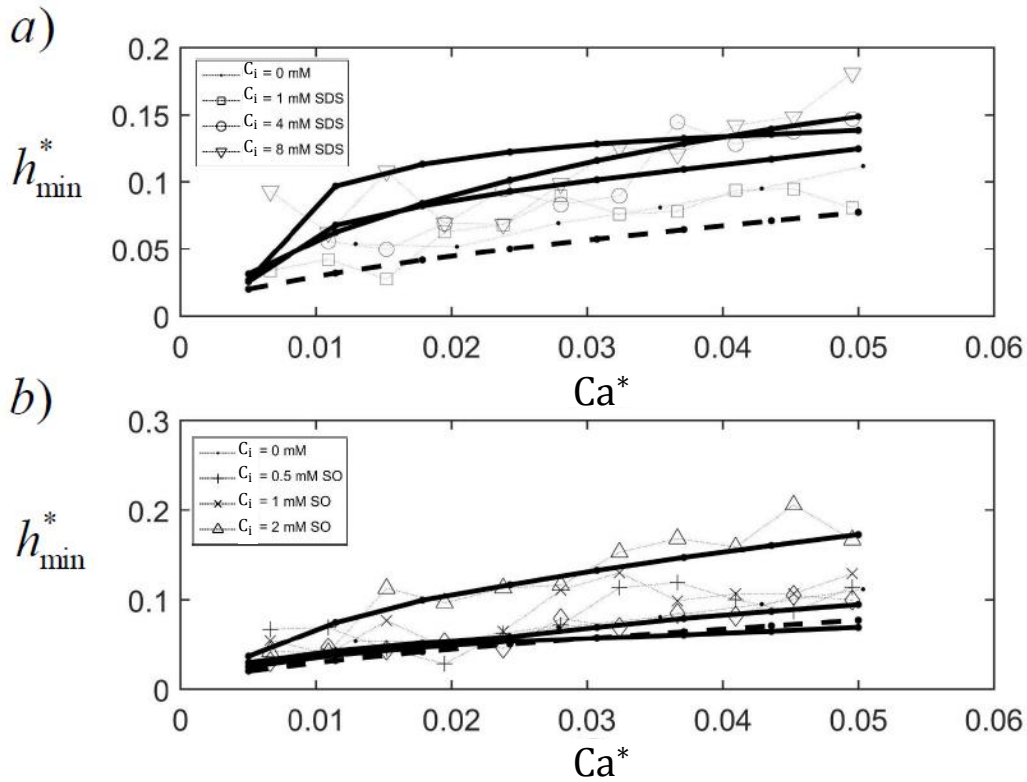 a)
0.2
0.15
0.1
0.05
0
h*min
Ci = 0 mM
Ci = 1 mM SDS
Ci = 4 mM SDS
Ci = 8 mM SDS
0 0.01 0.02 0.03 0.04 0.05 0.06
Ca*
b)
0.3
0.2
0.1
0
h*min
Ci = 0 mM
Ci = 0.5 mM SO
Ci = 1 mM SO
Ci = 2 mM SO
0 0.01 0.02 0.03 0.04 0.05 0.06
Ca*